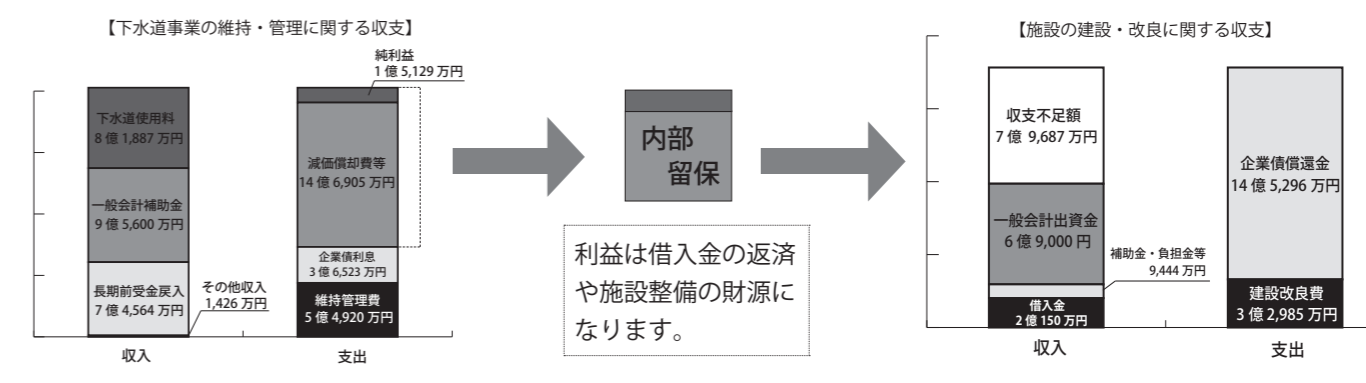 【下水道事業の維持・管理に関する収支】
純利益
1 億 5,129 万円
下水道使用料
8 億 1,887 万円
一般会計補助金
9 億 5,600 万円
長期前受金戻入
7 億 4,564 万円
その他収入
1,426 万円
減価償却費等
14 億 6,905 万円
企業債利息
3 億 6,523 万円
維持管理費
5 億 4,920 万円
収入
支出
内部
留保
利益は借入金の返済
や施設整備の財源に
なります。
【施設の建設・改良に関する収支】
収支不足額
7 億 9,687 万円
一般会計出資金
6 億 9,000 円
補助金・負担金等
9,444 万円
借入金
2 億 150 万円
企業債償還金
14 億 5,296 万円
建設改良費
3 億 2,985 万円
収入
支出